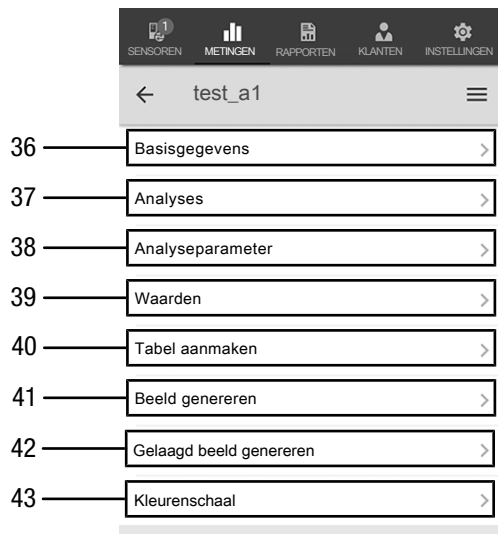 1
SENSOREN METINGEN RAPPORTEN KLANTEN INSTELLINGEN
test_a1
36 Basisgegevens
37 Analyses
38 Analyseparameter
39 Waarden
40 Tabel aanmaken
41 Beeld genereren
42 Gelaagd beeld genereren
43 Kleurenschaal